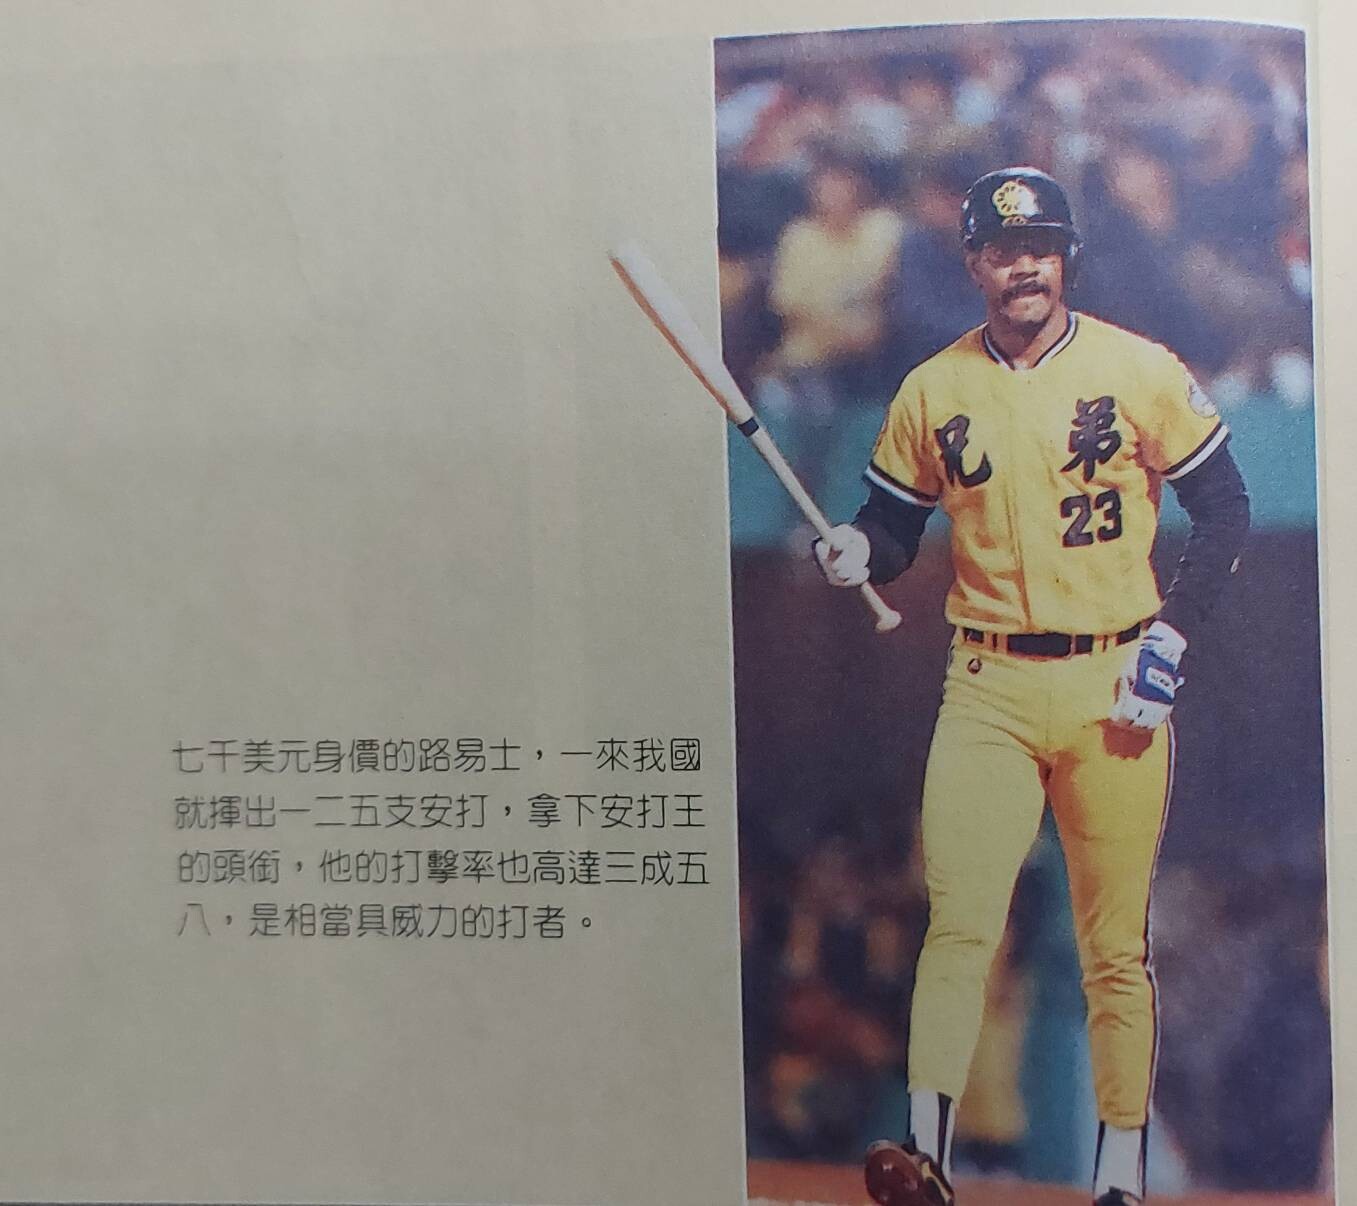 七千美元身價的路易士，一來我國
就揮出一二五支安打，拿下安打王
的頭銜，他的打擊率也高達三成五
八，是相當具威力的打者。
兄弟
23